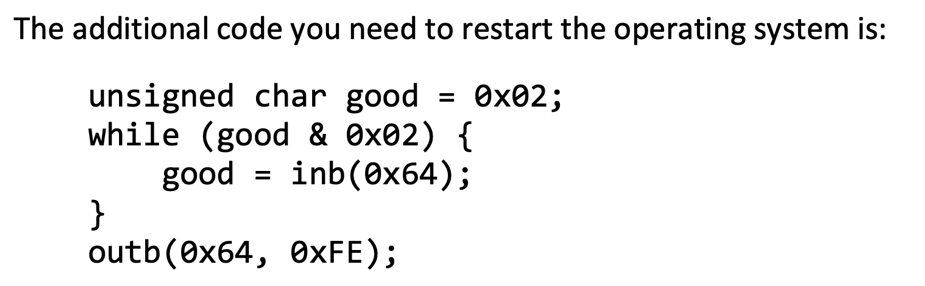 The additional code you need to restart the operating system is:
unsigned char good = 0x02;
while (good & 0x02) {
    good = inb(0x64);
}
outb(0x64, 0xFE);